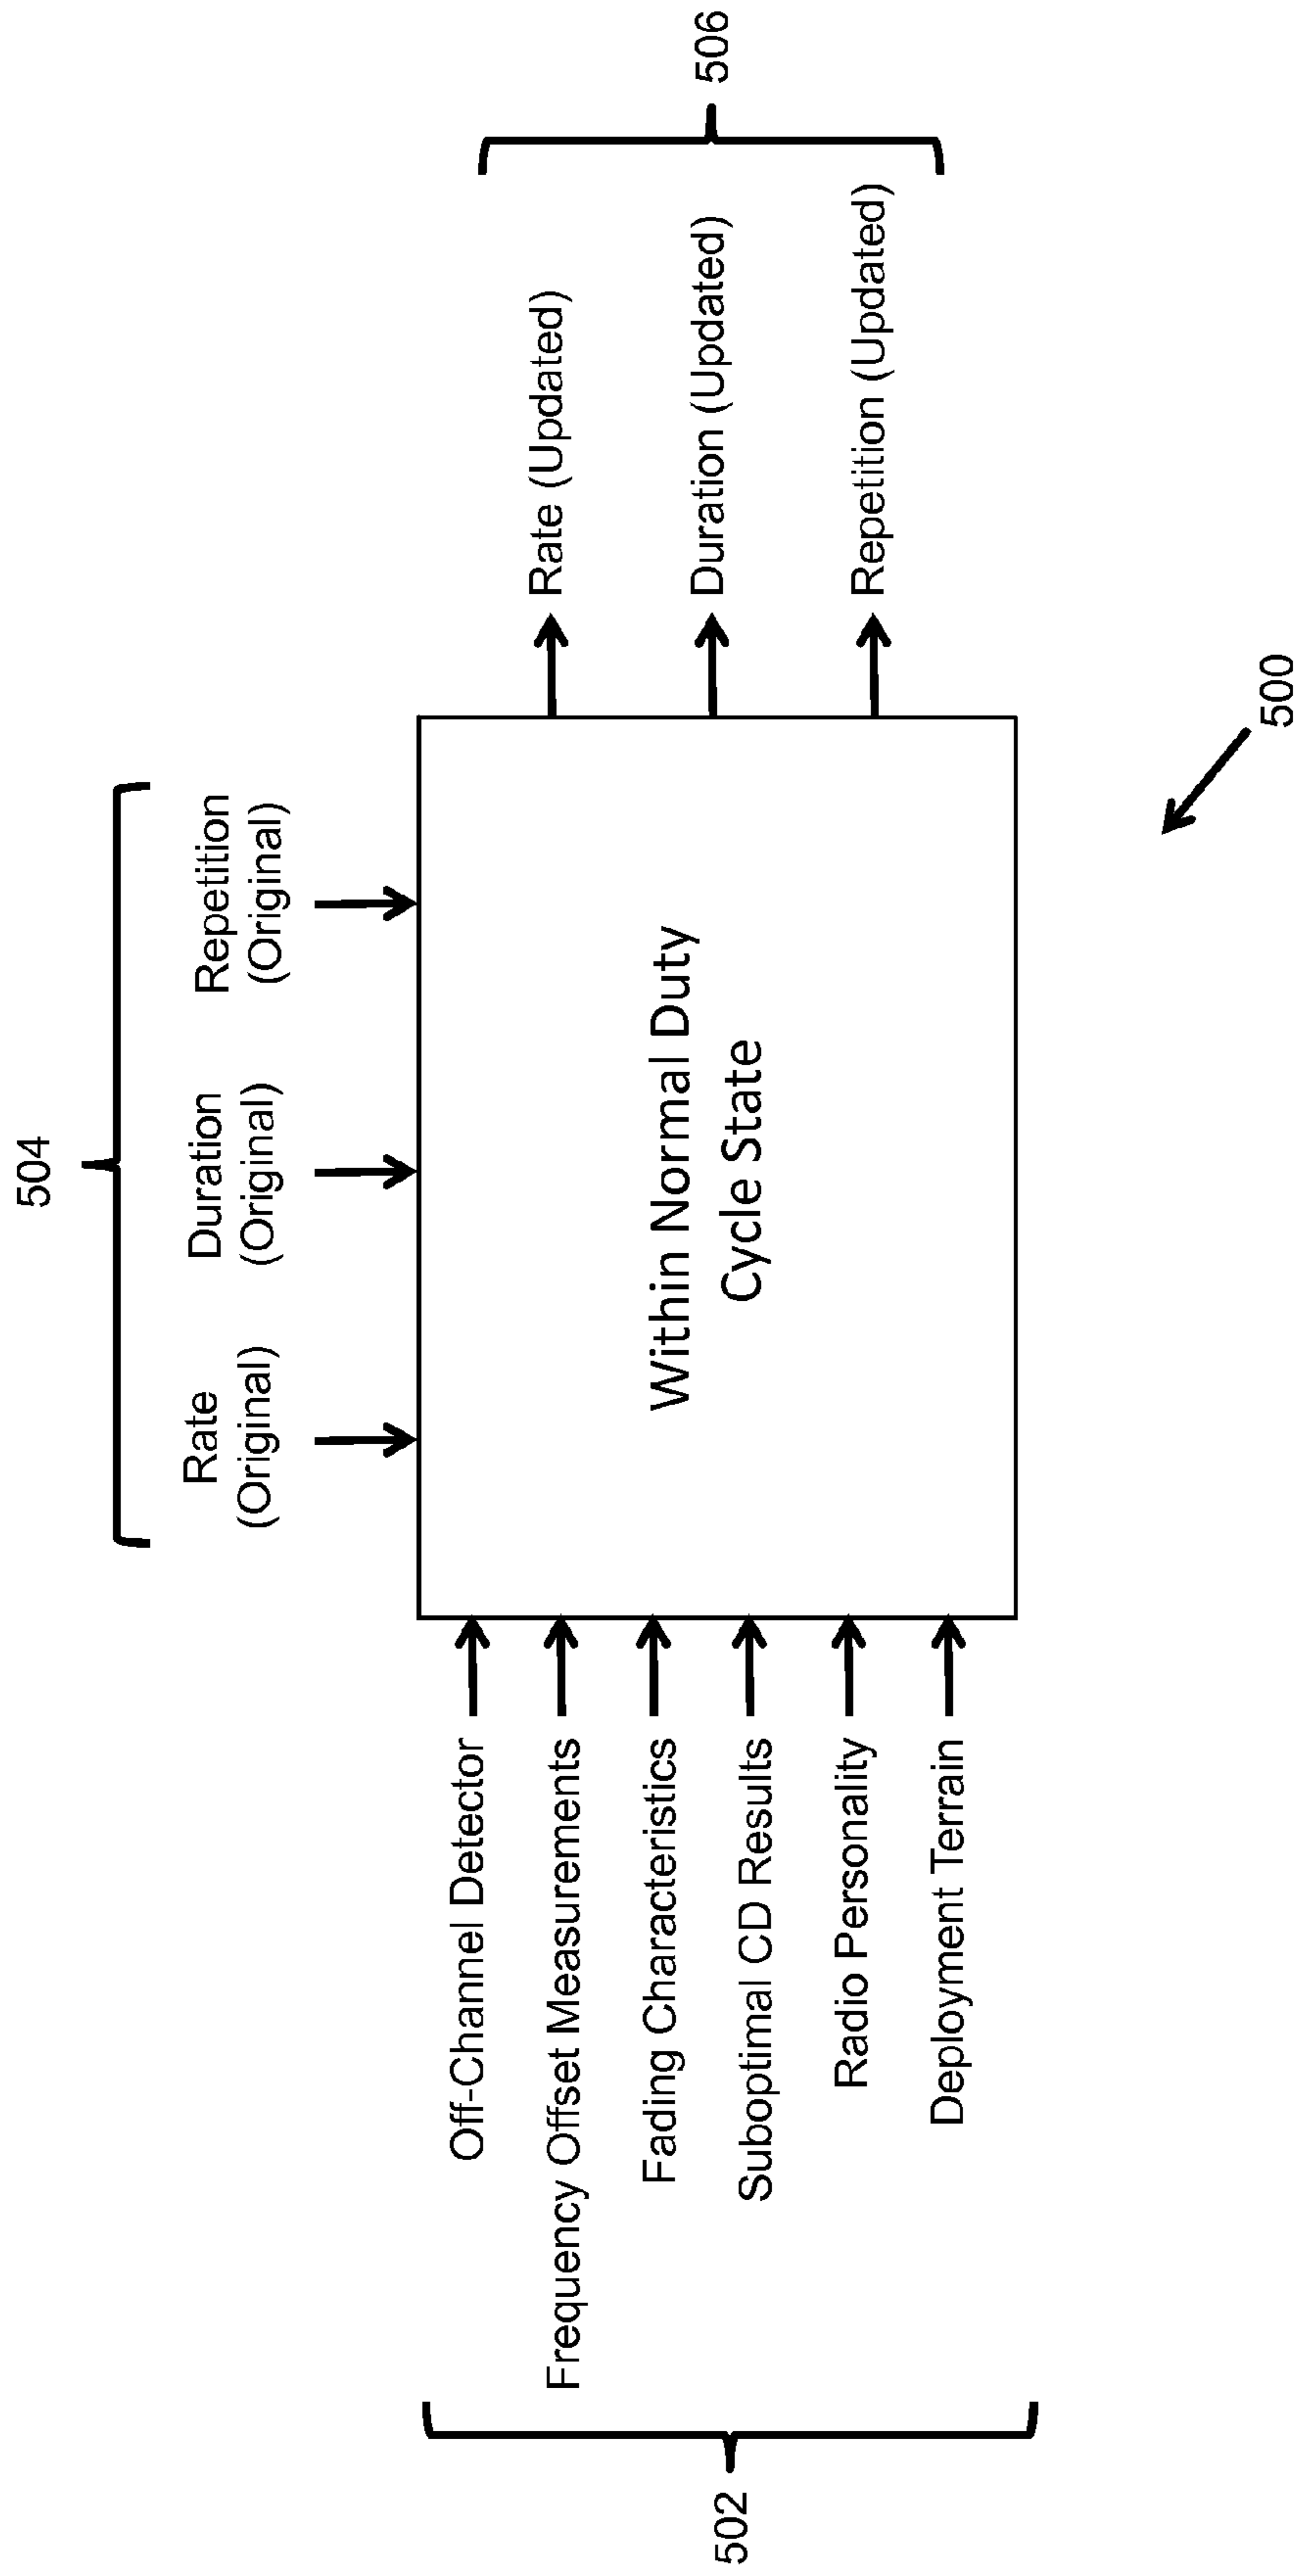 504
Rate
(Original)
Duration
(Original)
Repetition
(Original)
502
Off-Channel Detector
Frequency Offset Measurements
Fading Characteristics
Suboptimal CD Results
Radio Personality
Deployment Terrain
Within Normal Duty
Cycle State
Rate (Updated)
Duration (Updated)
Repetition (Updated)
506
500